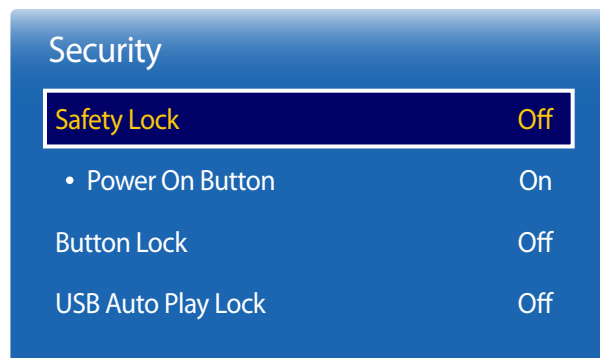 Security
Safety Lock Off
• Power On Button On
Button Lock Off
USB Auto Play Lock Off